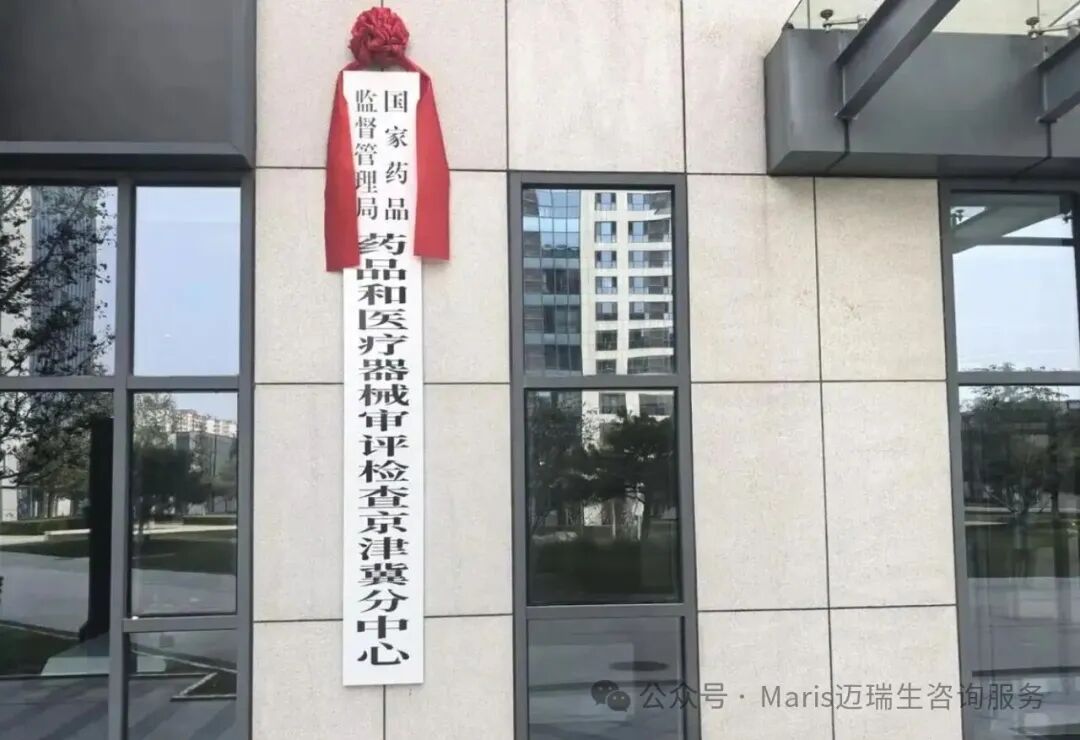 国家药品
监督管理局
药品和医疗器械审评检查京津冀分中心
公众号 · Maris迈瑞生咨询服务